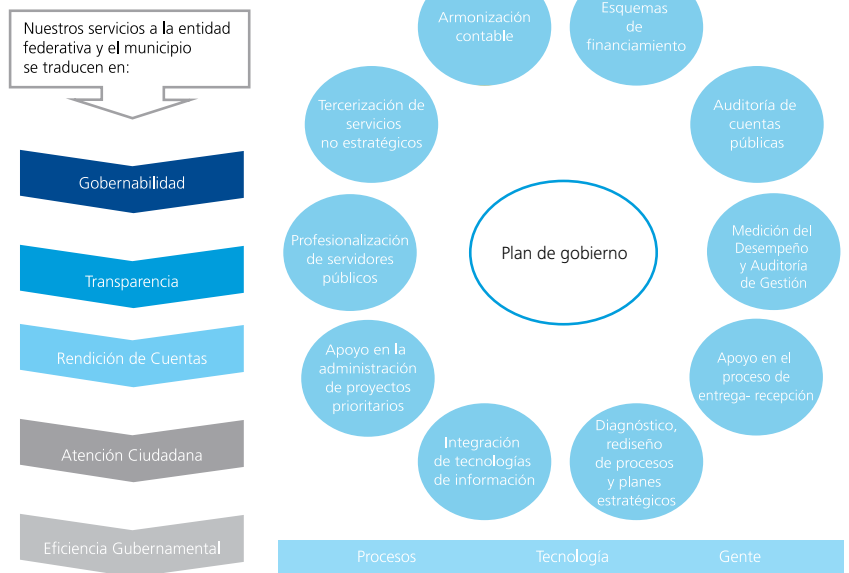 Nuestros servicios a la entidad
federativa y el municipio
se traducen en:
Gobernabilidad
Transparencia
Rendición de Cuentas
Atención Ciudadana
Eficiencia Gubernamental
Armonización
contable
Esquemas
de
financiamiento
Tercerización de
servicios
no estratégicos
Auditoría de
cuentas
públicas
Profesionalización
de servidores
públicos
Plan de gobierno
Medición del
Desempeño
y Auditoría
de Gestión
Apoyo en la
administración
de proyectos
prioritarios
Apoyo en el
proceso de
entrega- recepción
Integración
de tecnologías
de información
Diagnóstico,
rediseño
de procesos
y planes
estratégicos
Procesos
Tecnología
Gente